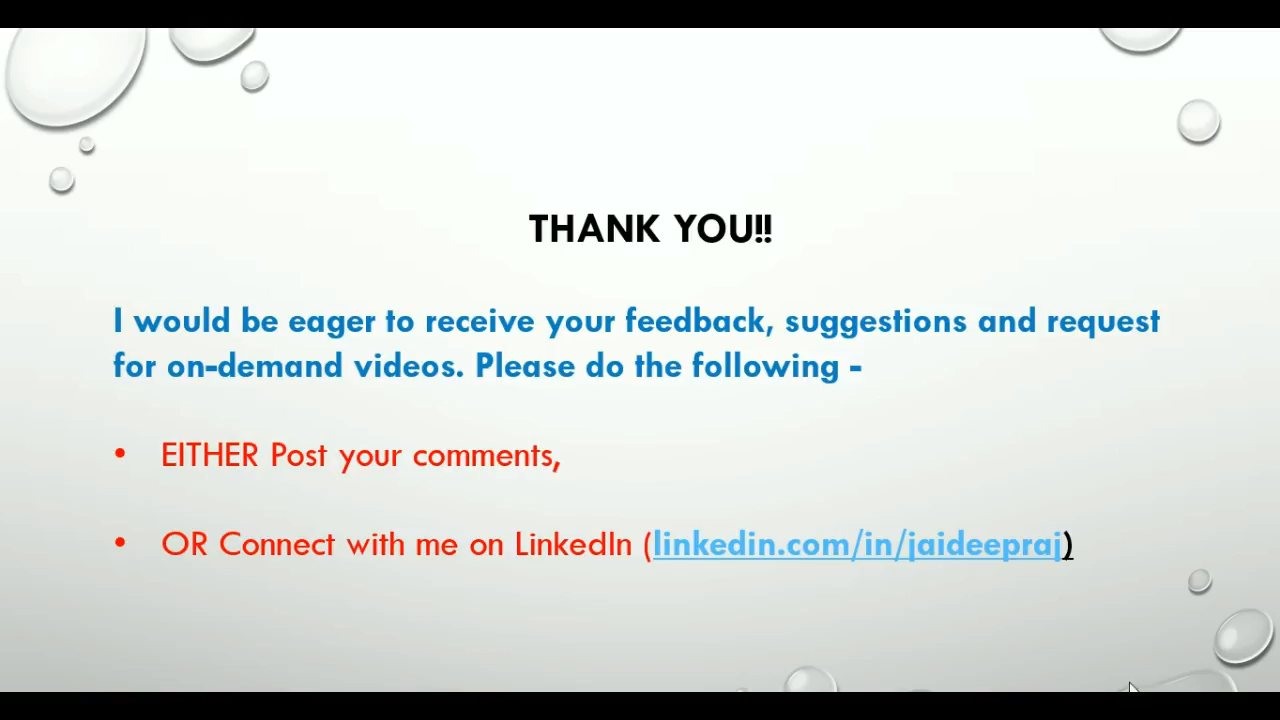 THANK YOU!!
I would be eager to receive your feedback, suggestions and request
for on-demand videos. Please do the following -
• EITHER Post your comments,
• OR Connect with me on LinkedIn (linkedin.com/in/jaideepraj)